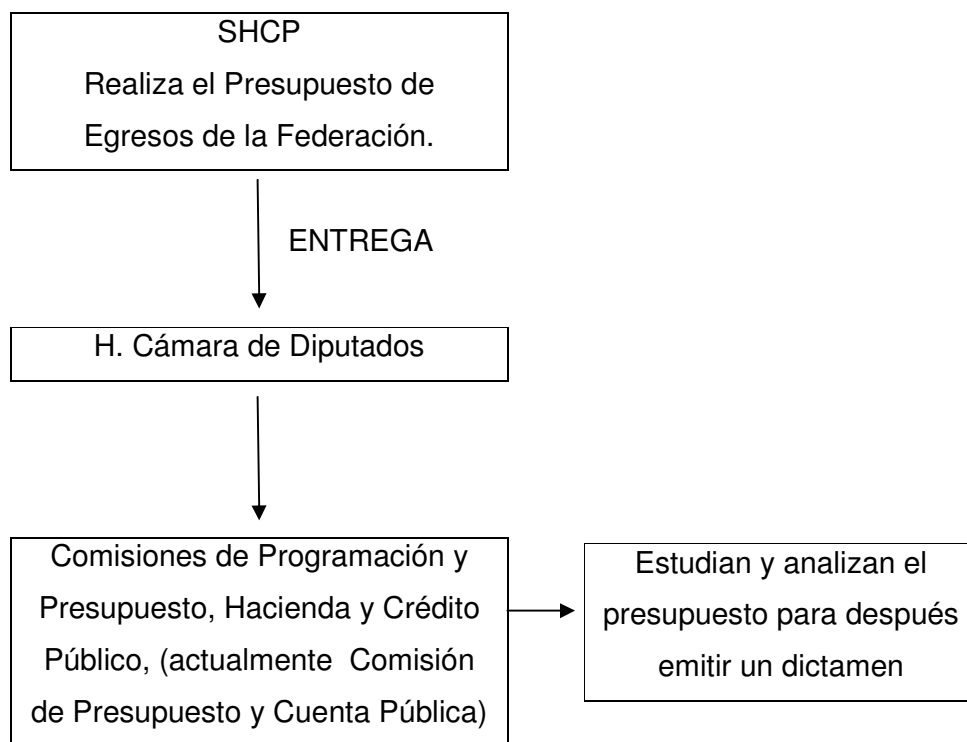 SHCP
Realiza el Presupuesto de
Egresos de la Federación.
ENTREGA
H. Cámara de Diputados
Comisiones de Programación y
Presupuesto, Hacienda y Crédito
Público, (actualmente Comisión
de Presupuesto y Cuenta Pública)
Estudian y analizan el
presupuesto para después
emitir un dictamen